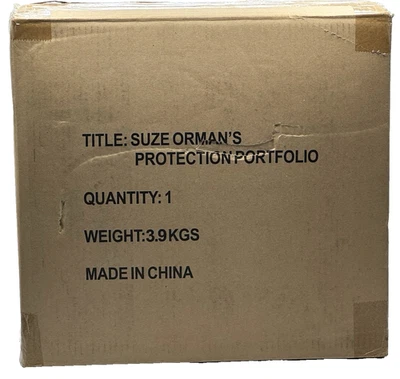 TITLE: SUZE ORMAN'S
PROTECTION PORTFOLIO
QUANTITY: 1
WEIGHT:3.9KGS
MADE IN CHINA